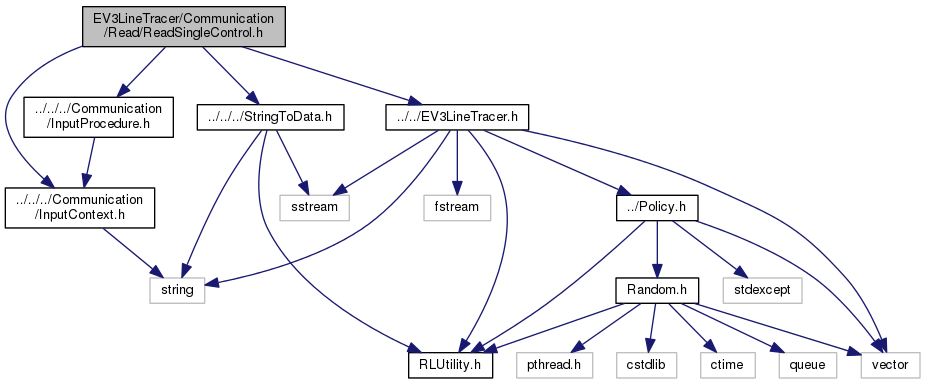 EV3LineTracer/Communication
/Read/ReadSingleControl.h
../../../Communication
/InputProcedure.h
../../../StringToData.h
../../EV3LineTracer.h
../../../Communication
/InputContext.h
sstream
fstream
../Policy.h
string
Random.h
stdexcept
RLUtility.h
pthread.h
cstdlib
ctime
queue
vector